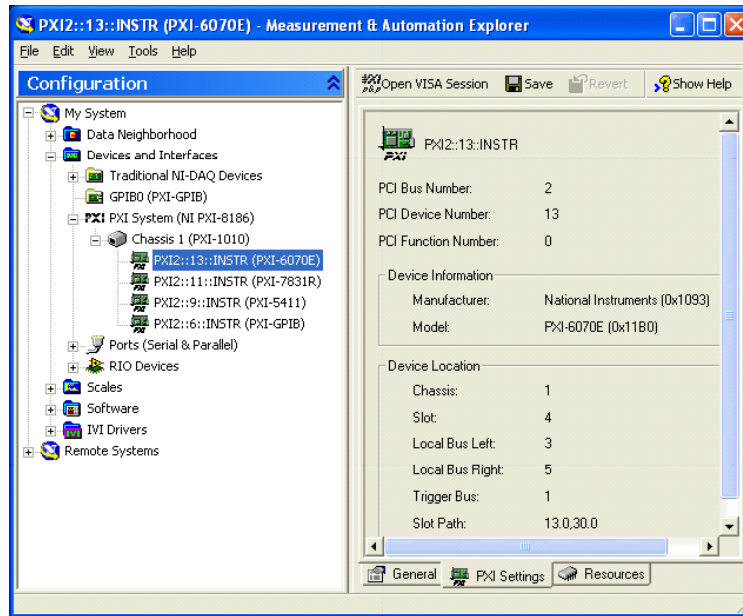 PXI2::13::INSTR (PXI-6070E) - Measurement & Automation Explorer
File Edit View Tools Help
Configuration
My System
Data Neighborhood
Devices and Interfaces
Traditional NI-DAQ Devices
GPIB0 (PXI-GPIB)
PXI PXI System (NI PXI-8186)
Chassis 1 (PXI-1010)
PXI2::13::INSTR (PXI-6070E)
PXI2::11::INSTR (PXI-7831R)
PXI2::9::INSTR (PXI-5411)
PXI2::6::INSTR (PXI-GPIB)
Ports (Serial & Parallel)
RIO Devices
Scales
Software
IVI Drivers
Remote Systems
Open VISA Session Save Revert Show Help
PXI
PXI2::13::INSTR
PCI Bus Number: 2
PCI Device Number: 13
PCI Function Number: 0
Device Information
Manufacturer: National Instruments (0x1093)
Model: PXI-6070E (0x11B0)
Device Location
Chassis: 1
Slot: 4
Local Bus Left: 3
Local Bus Right: 5
Trigger Bus: 1
Slot Path: 13.0,30.0
General PXI Settings Resources